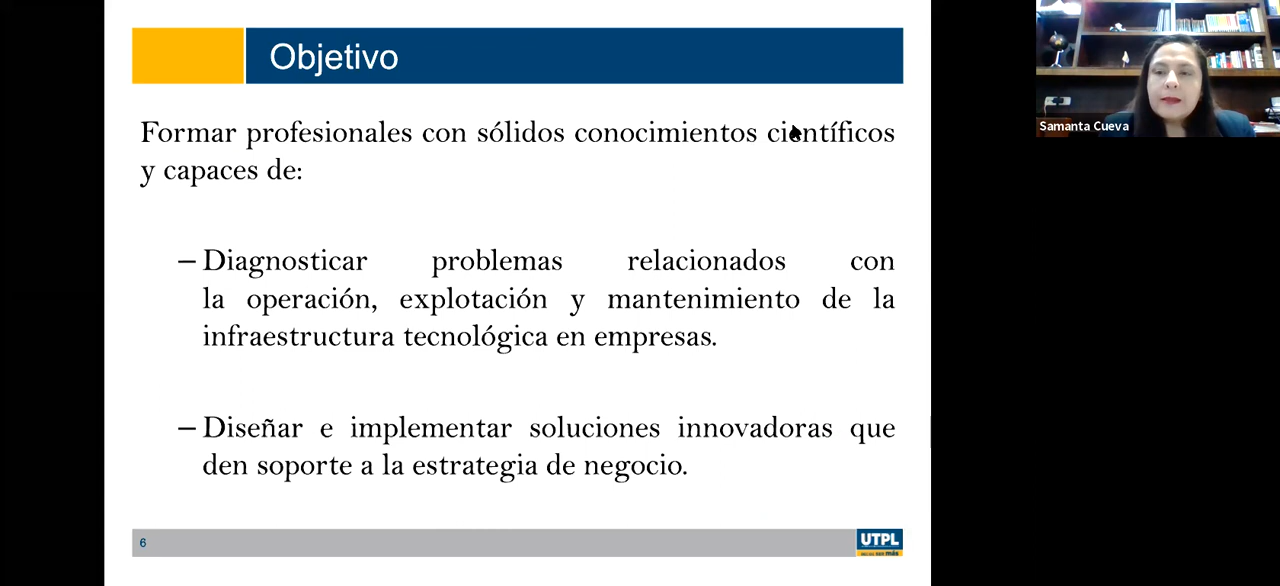 Objetivo
Formar profesionales con sólidos conocimientos científicos
y capaces de:
– Diagnosticar problemas relacionados con
la operación, explotación y mantenimiento de la
infraestructura tecnológica en empresas.
– Diseñar e implementar soluciones innovadoras que
den soporte a la estrategia de negocio.
6
UTPL
Samanta Cueva